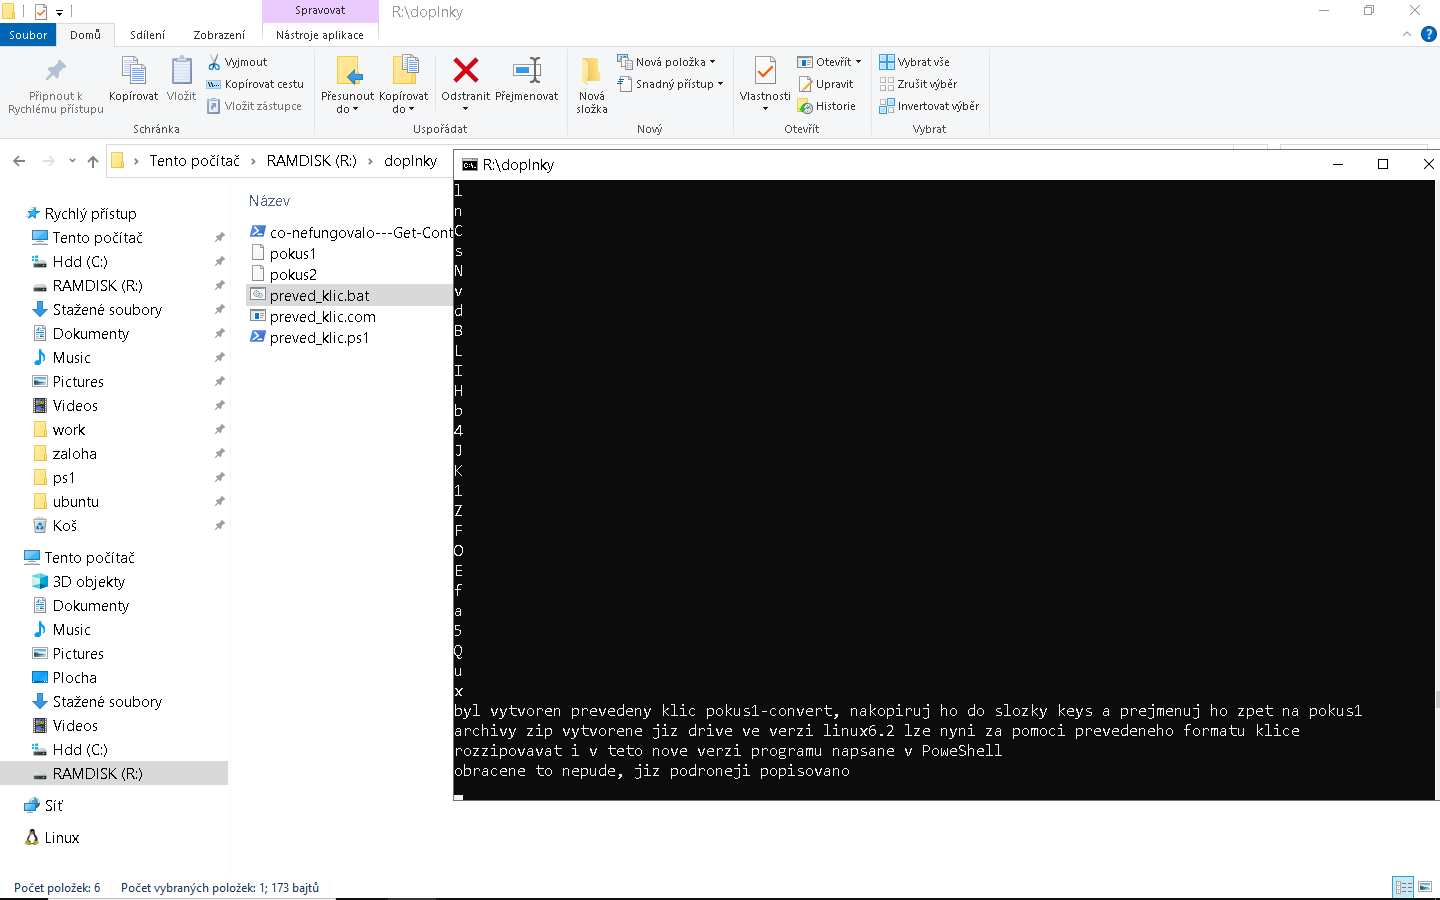 Spravovat
R:\doplnky
Soubor
Domů
Sdílení
Zobrazení
Nástroje aplikace
Připnout k
Rychlému přístupu
Kopírovat
Vložit
Vyjmout
Kopírovat cestu
Vložit zástupce
Schránka
Přesunout
do
Kopírovat
do
Odstranit
Přejmenovat
Uspořádat
Nová
složka
Nová položka
Snadný přístup
Nový
Vlastnosti
Otevřít
Upravit
Historie
Otevřít
Vybrat vše
Zrušit výběr
Invertovat výběr
Vybrat
Tento počítač
RAMDISK (R:)
doplnky
Rychlý přístup
Tento počítač
Hdd (C:)
RAMDISK (R:)
Stažené soubory
Dokumenty
Music
Pictures
Videos
work
zaloha
ps1
ubuntu
Koš
Tento počítač
3D objekty
Dokumenty
Music
Pictures
Plocha
Stažené soubory
Videos
Hdd (C:)
RAMDISK (R:)
Síť
Linux
Název
co-nefungovalo---Get-Cont
pokus1
pokus2
preved_klic.bat
preved_klic.com
preved_klic.ps1
R:\doplnky
l
n
C
s
N
v
d
B
L
I
H
b
4
J
K
1
Z
F
O
E
f
a
5
Q
u
x
byl vytvoren prevedeny klic pokus1-convert, nakopiruj ho do slozky keys a prejmenuj ho zpet na pokus1
archivy zip vytvorene jiz drive ve verzi linux6.2 lze nyni za pomoci prevedeneho formatu klice
rozzipovavat i v teto nove verzi programu napsane v PoweShell
obracene to nepude, jiz podroneji popisovano
Počet položek: 6
Počet vybraných položek: 1; 173 bajtů